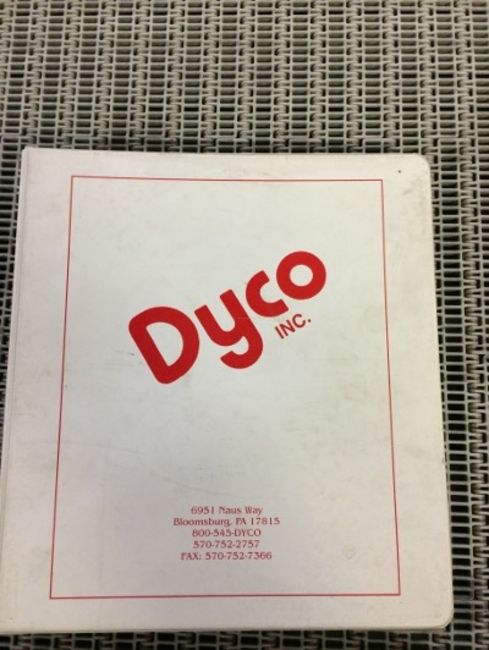 Dyco
INC.
6951 Naus Way
Bloomsburg, PA 17815
800-545-DYCO
570-752-2757
FAX: 570-752-7366